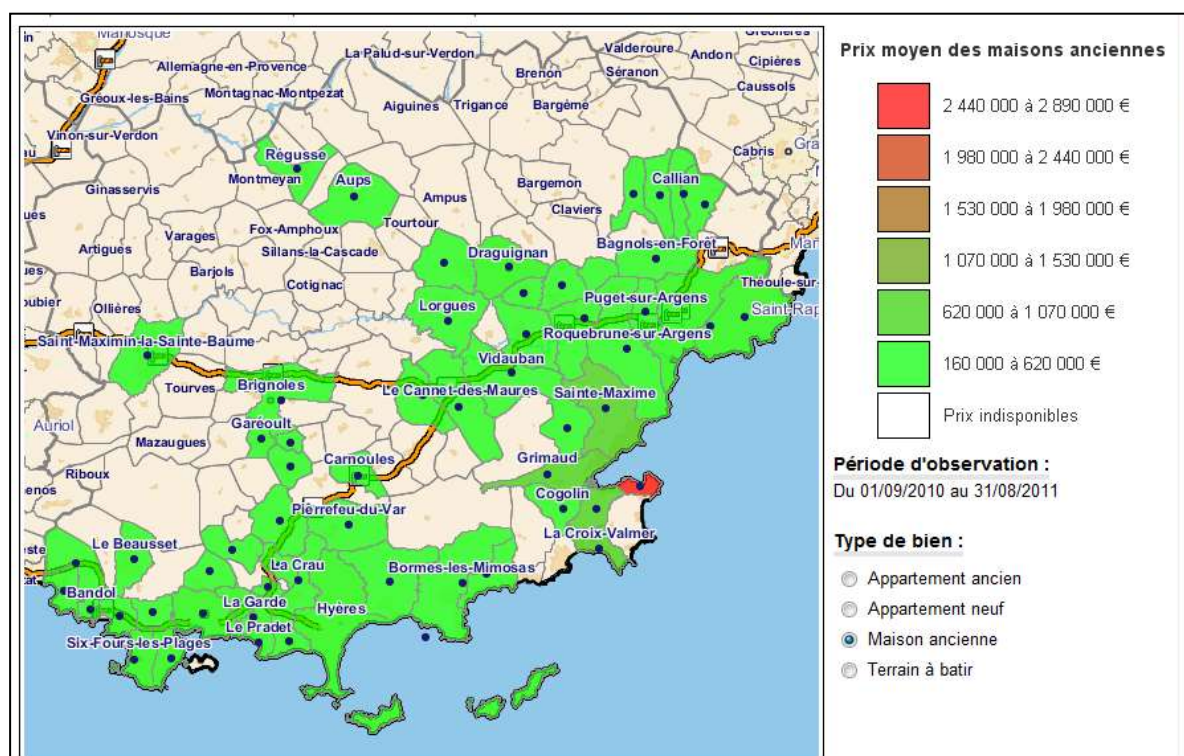 Manosque
La Palud-sur-Verdon
Valderoure
Andon
Gréolières
Cipières
Allemagne-en-Provence
Brenon
Séranon
Caussols
Gréoux-les-Bains
Montagnac-Montpezat
Aiguines
Trigance
Bargème
Vinon-sur-Verdon
Régusse
Cabris
Ginasservis
Montmeyan
Aups
Bargemon
Callian
Ampus
Claviers
Varages
Fox-Amphoux
Tourtour
Artigues
Sillans-la-Cascade
Draguignan
Bagnols-en-Forêt
Barjols
Cotignac
Théoule-sur-
Ollières
Lorgues
Puget-sur-Argens
Saint-Rap
Saint-Maximin-la-Sainte-Baume
Roquebrune-sur-Argens
Vidauban
Tourves
Brignoles
Le Cannet-des-Maures
Sainte-Maxime
Auriol
Mazaugues
Garéoult
Riboux
Carnoules
Grimaud
Cogolin
Pierrefeu-du-Var
La Croix-Valmer
Le Beausset
La Crau
Bormes-les-Mimosas
Bandol
La Garde
Hyères
Le Pradet
Six-Fours-les-Plages
Prix moyen des maisons anciennes
2 440 000 à 2 890 000 €
1 980 000 à 2 440 000 €
1 530 000 à 1 980 000 €
1 070 000 à 1 530 000 €
620 000 à 1 070 000 €
160 000 à 620 000 €
Prix indisponibles
Période d'observation :
Du 01/09/2010 au 31/08/2011
Type de bien :
Appartement ancien
Appartement neuf
Maison ancienne
Terrain à batir